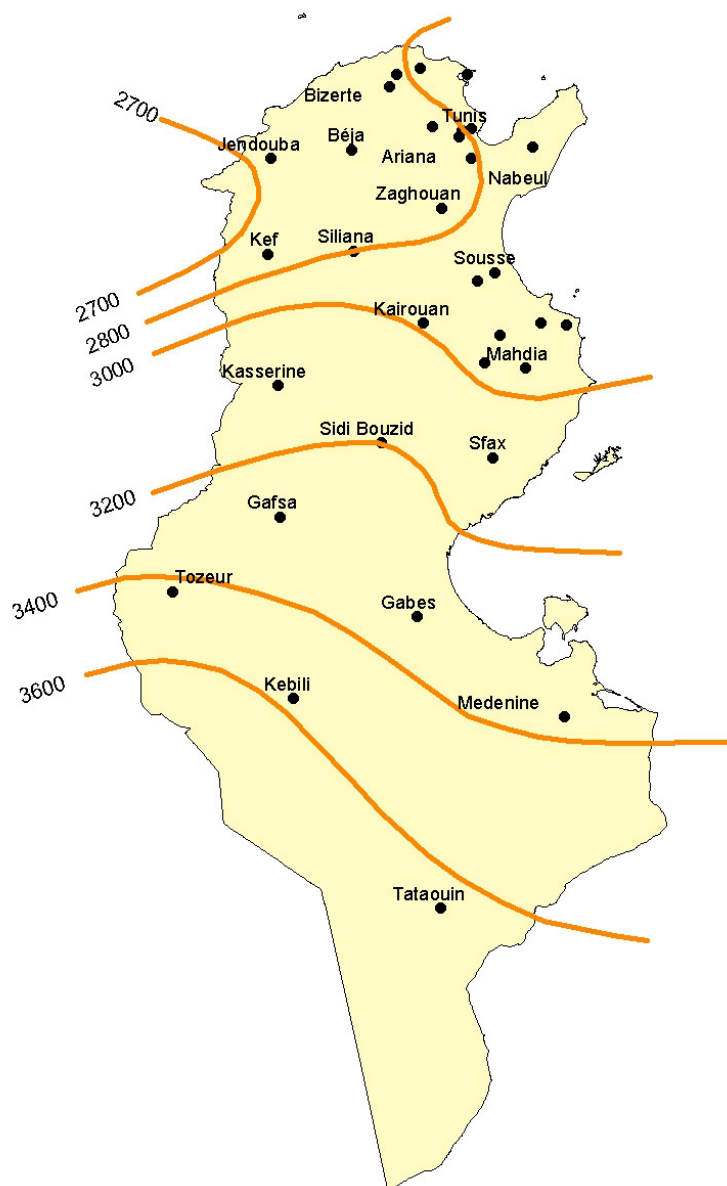 2700
Bizerte
Tunis
Jendouba
Béja
Ariana
Nabeul
Zaghouan
Kef
Siliana
Sousse
2700
2800
3000
Kairouan
Mahdia
Kasserine
Sidi Bouzid
Sfax
3200
Gafsa
Tozeur
3400
Gabes
3600
Kebili
Medenine
Tataouin